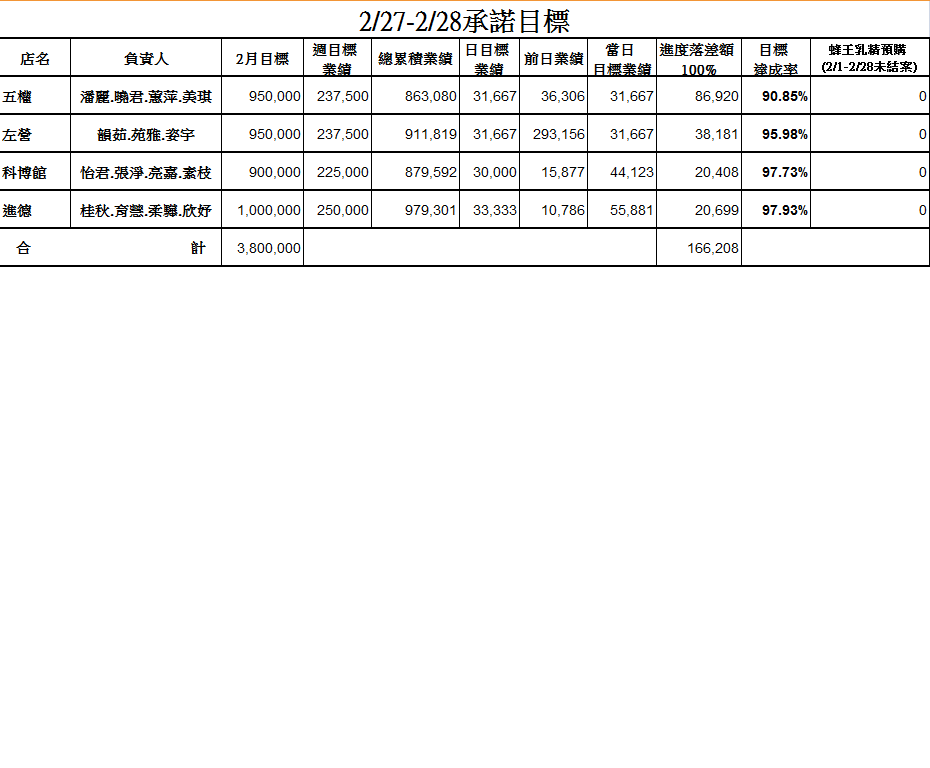 2/27-2/28承諾目標
店名 負責人 2月目標 週目標業績 總累積業績 日目標業績 前日業績 當日目標業績 進度落差額100% 目標達成率 蜂王乳精預購(2/1-2/28未結案)
五權 潘麗.曉君.蕙萍.美琪 950,000 237,500 863,080 31,667 36,306 31,667 86,920 90.85% 0
左營 韻茹.苑雅.姿宇 950,000 237,500 911,819 31,667 293,156 31,667 38,181 95.98% 0
科博館 怡君.張淨.亮嘉.素枝 900,000 225,000 879,592 30,000 15,877 44,123 20,408 97.73% 0
進德 桂秋.育慧.柔驊.欣妤 1,000,000 250,000 979,301 33,333 10,786 55,881 20,699 97.93% 0
合 計 3,800,000 166,208